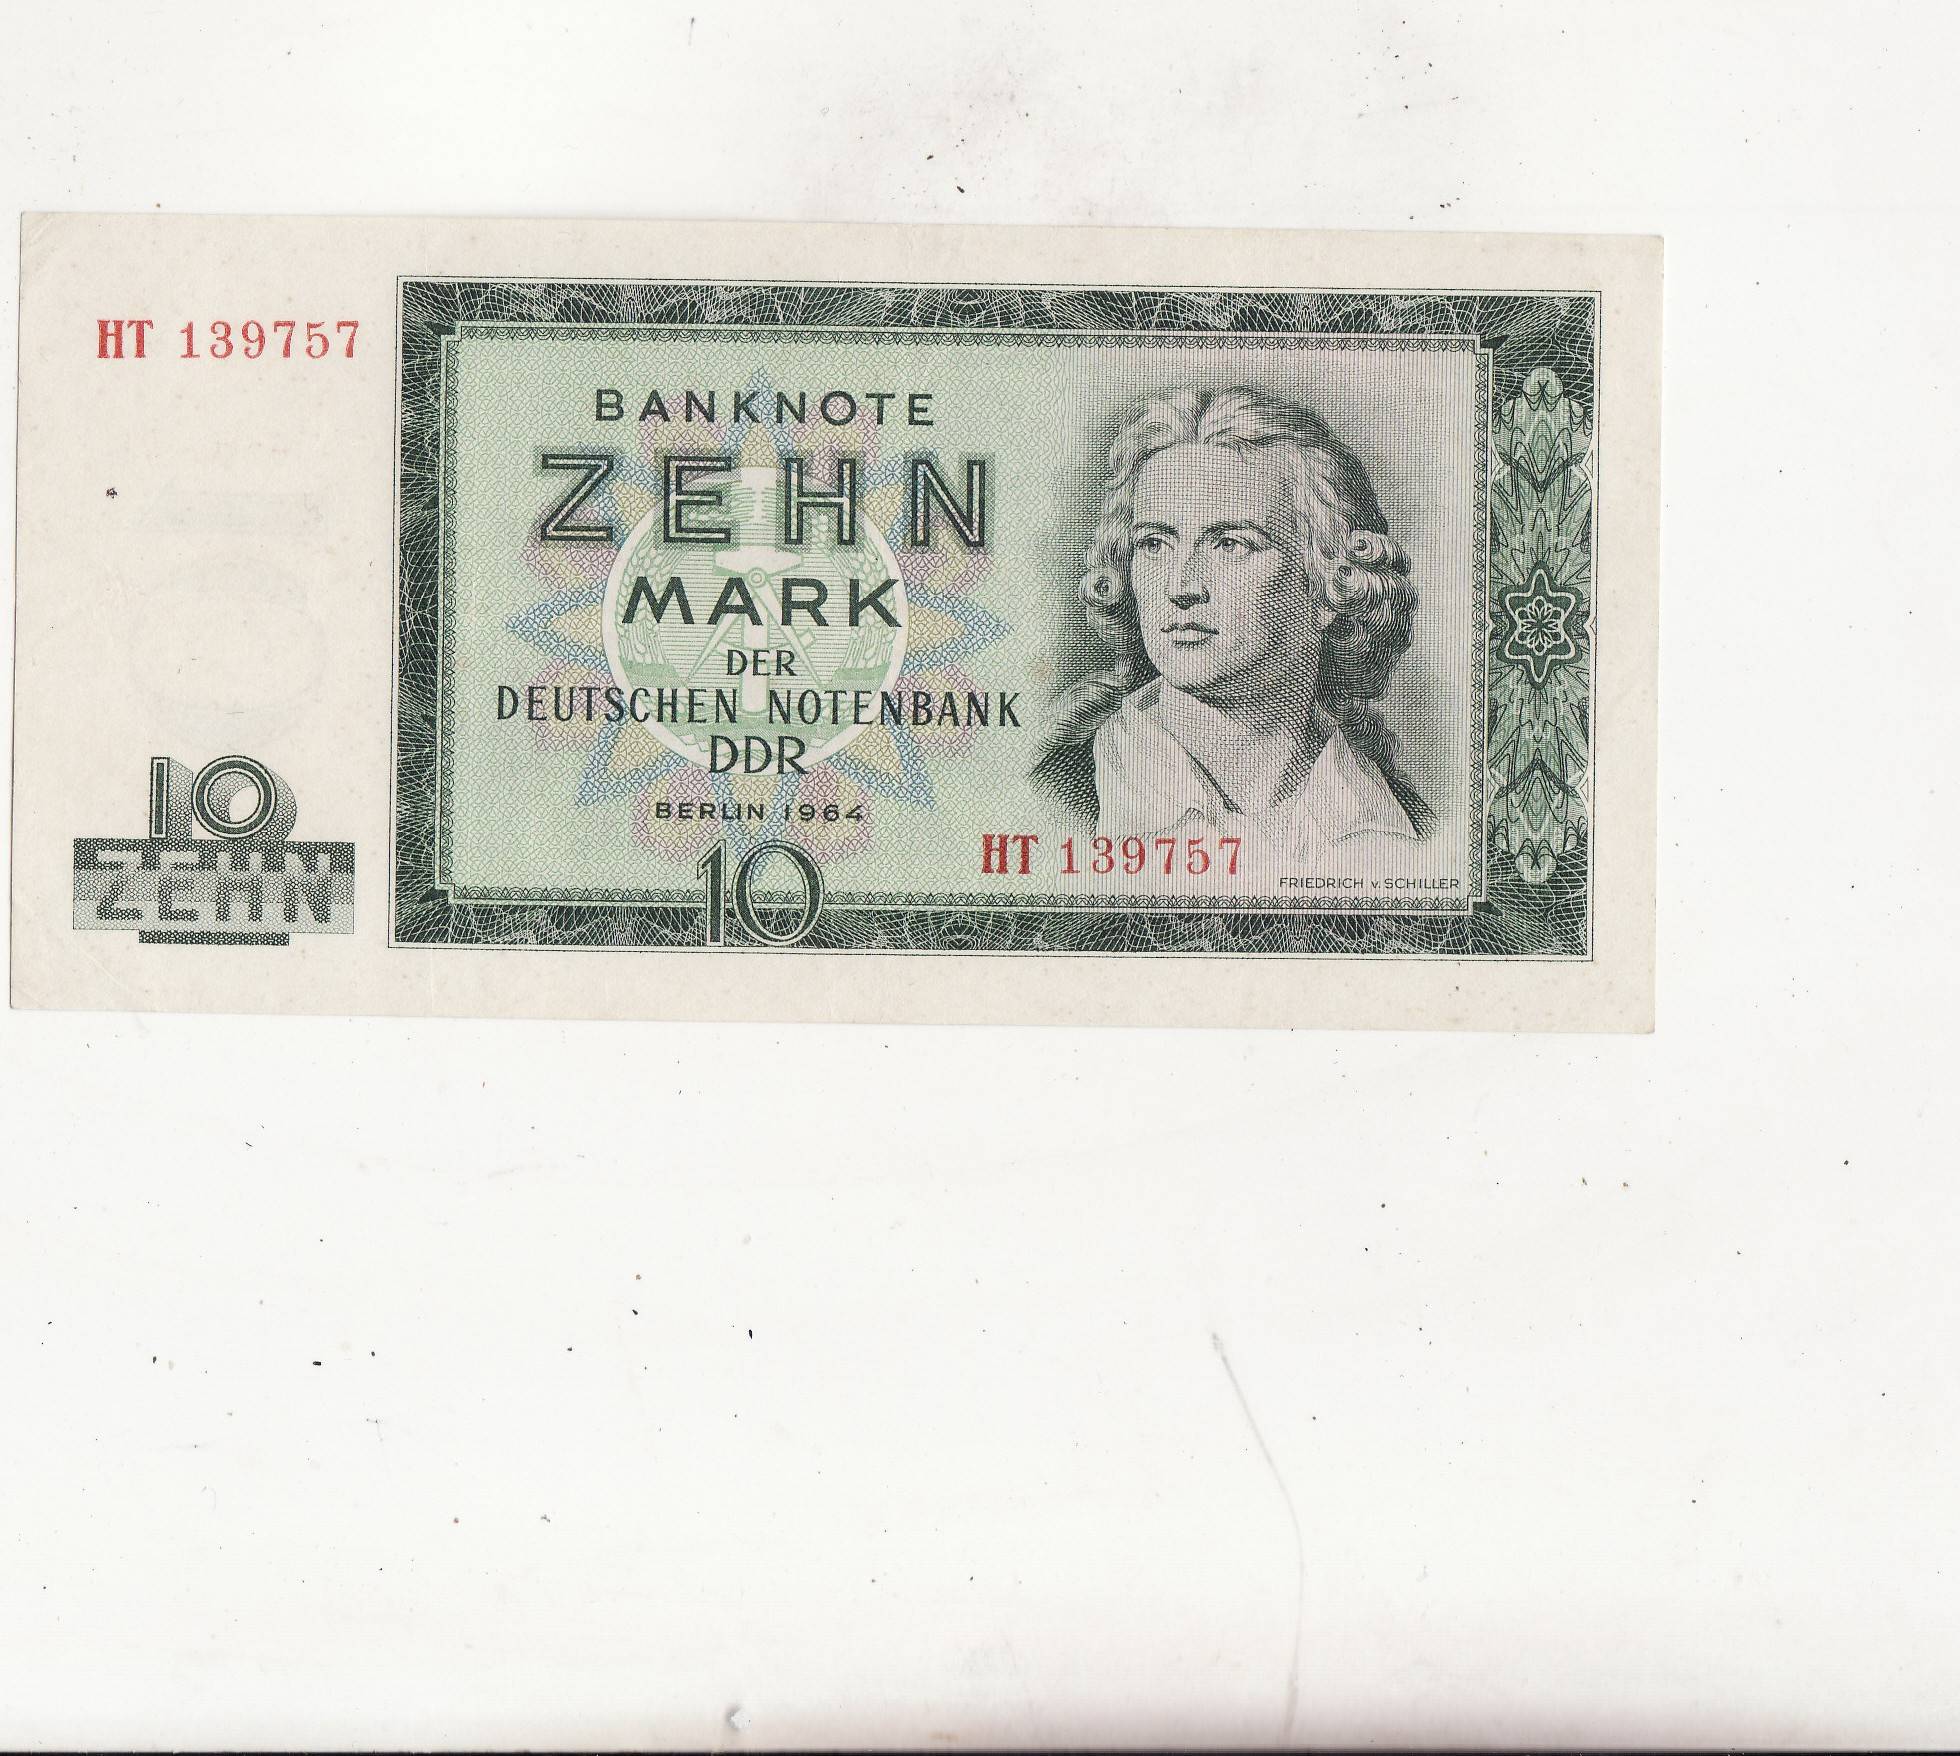 HT 139757
BANKNOTE
ZEHN
MARK
DER
DEUTSCHEN NOTENBANK
DDR
BERLIN 1964
10
HT 139757
FRIEDRICH v. SCHILLER
10
ZEHN